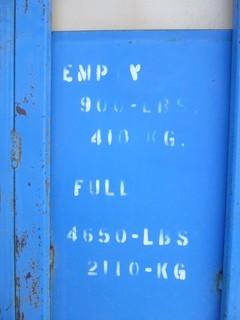 EMPTY
900-LBS.
410 KG.
FULL
4650-LBS
2110-KG